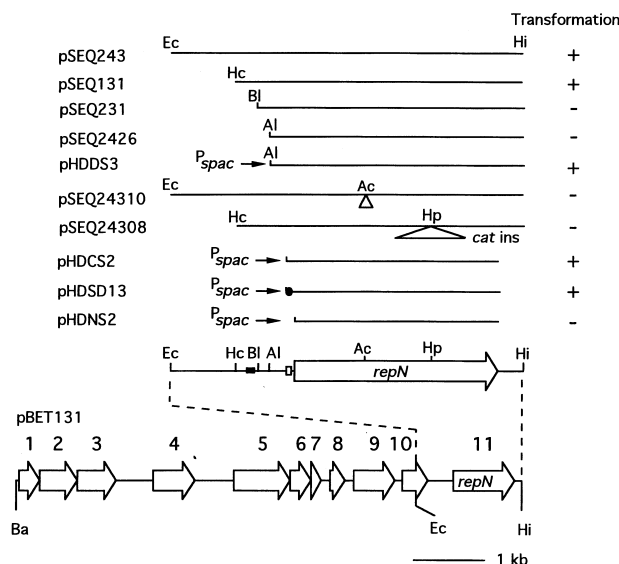 Transformation
Ec Hi
pSEQ243 +
Hc
pSEQ131 +
Bl
pSEQ231 -
Al
pSEQ2426 -
Pspac Al
pHDDS3 +
Ec Ac
pSEQ24310 -
Hc Hp
pSEQ24308 -
cat ins
pHDCS2 Pspac +
pHDSD13 Pspac +
pHDNS2 Pspac -
Ec Hc Bl Al Ac Hp Hi
repN
pBET131
1 2 3 4 5 6 7 8 9 10 11
repN
Ba Ec Hi
1 kb